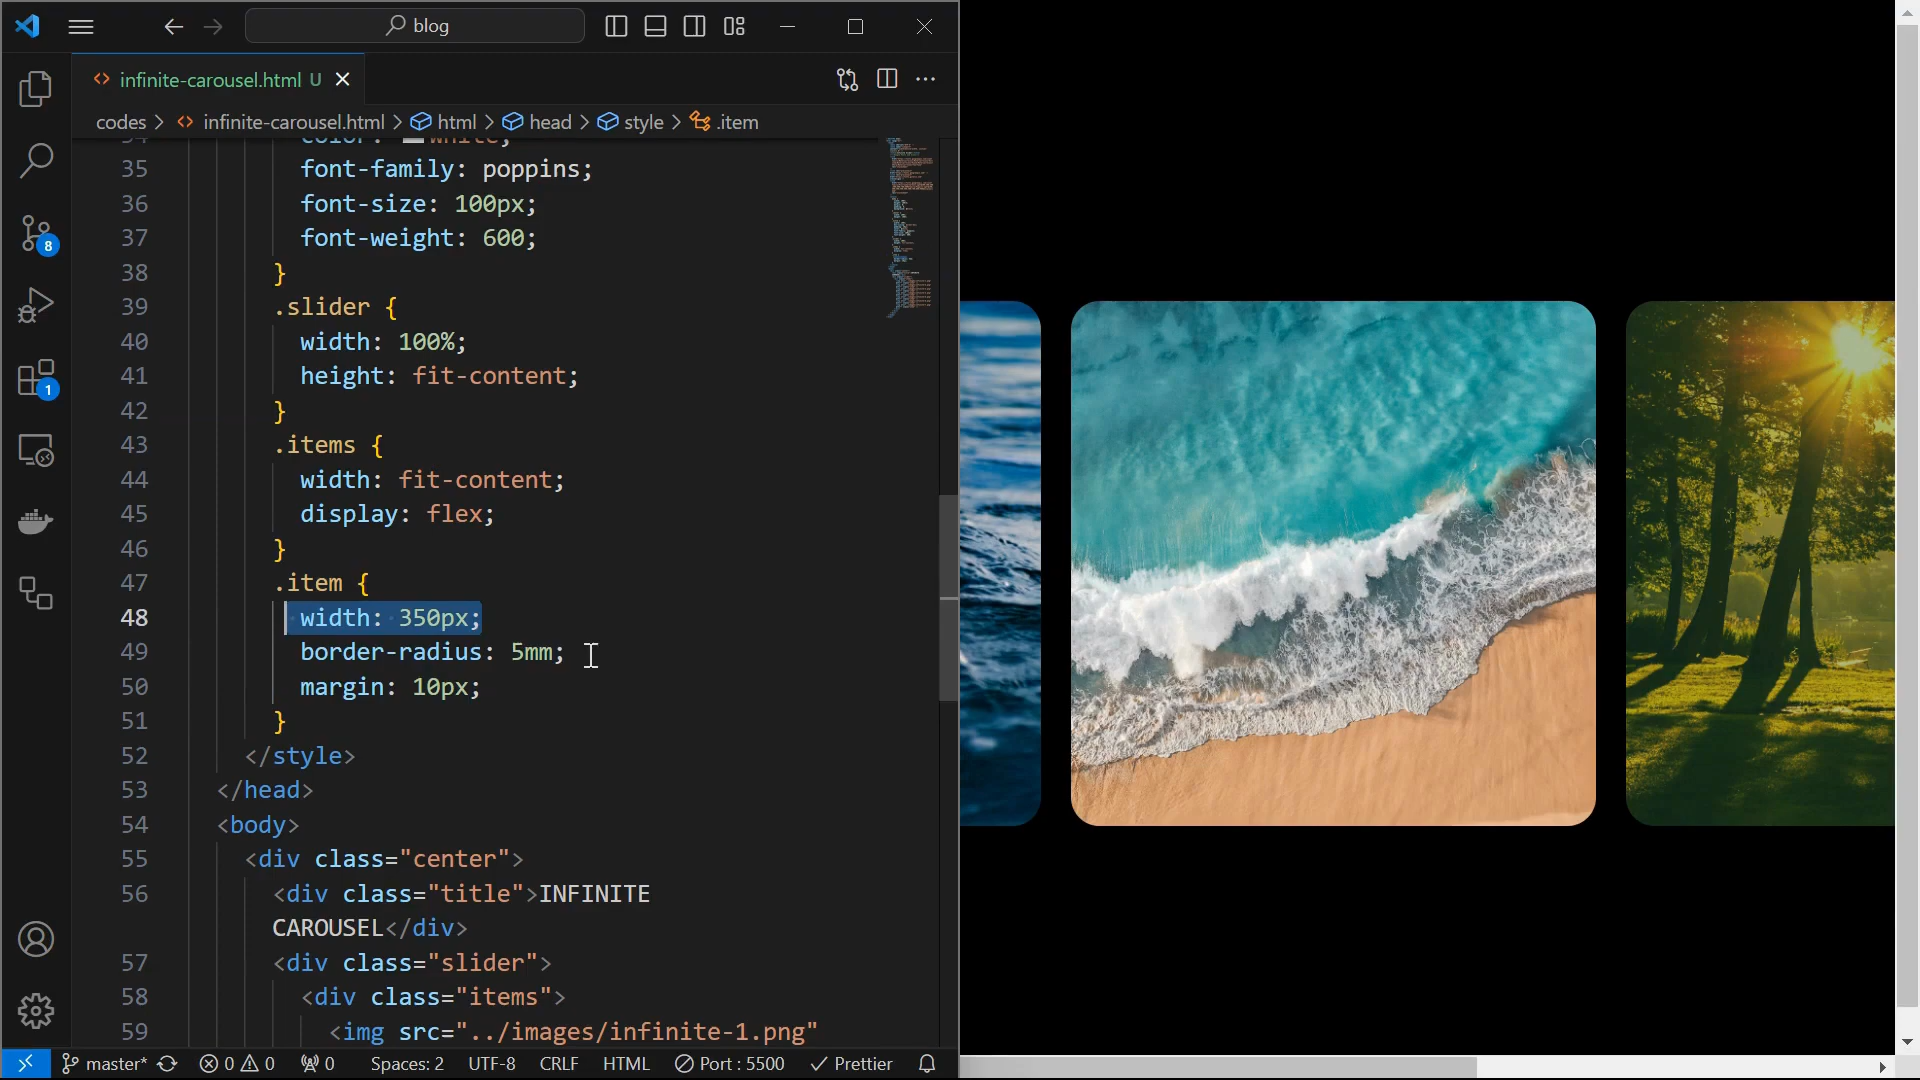 blog
infinite-carousel.html U
codes > infinite-carousel.html > html > head > style > .item
34 color: white;
35 font-family: poppins;
36 font-size: 100px;
37 font-weight: 600;
38 }
39 .slider {
40 width: 100%;
41 height: fit-content;
42 }
43 .items {
44 width: fit-content;
45 display: flex;
46 }
47 .item {
48 width: 350px;
49 border-radius: 5mm;
50 margin: 10px;
51 }
52 </style>
53 </head>
54 <body>
55 <div class="center">
56 <div class="title">INFINITE
CAROUSEL</div>
57 <div class="slider">
58 <div class="items">
59 <img src="../images/infinite-1.png"
8
1
master* 0 0 0 Spaces: 2 UTF-8 CRLF HTML Port : 5500 Prettier